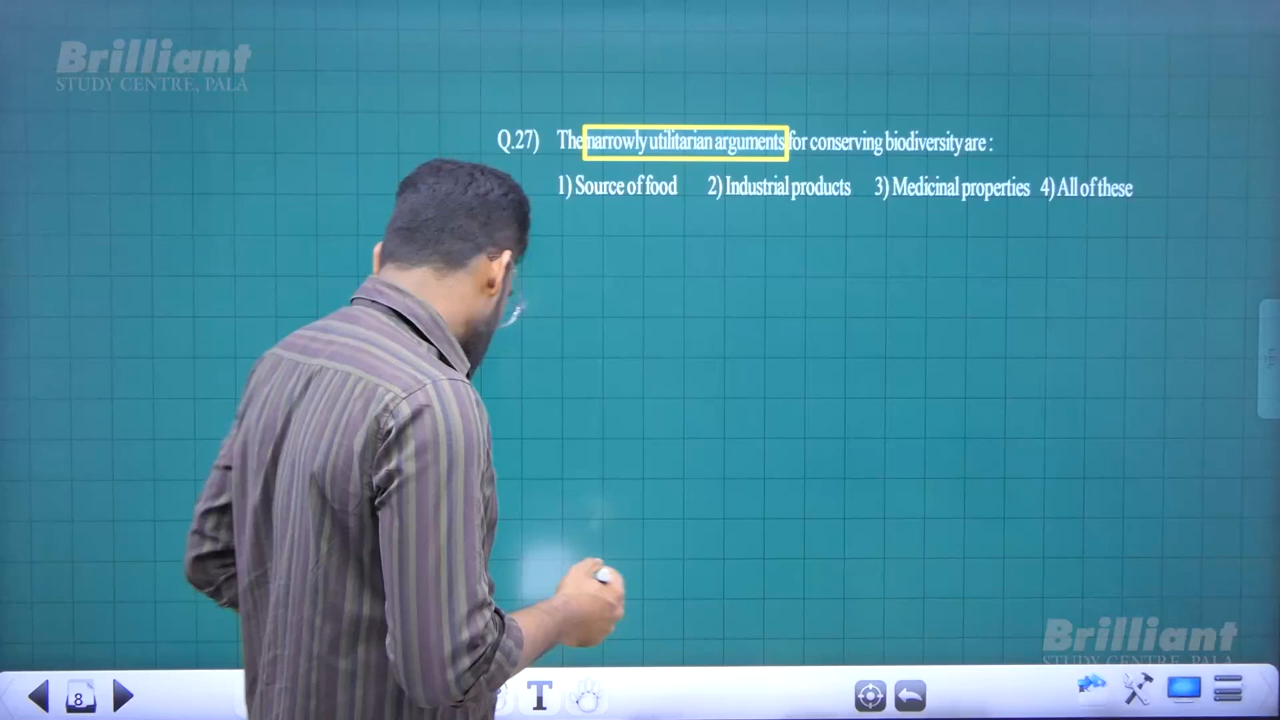 Brilliant
STUDY CENTRE, PALA
Q.27) The narrowly utilitarian arguments for conserving biodiversity are :
1) Source of food 2) Industrial products 3) Medicinal properties 4) All of these
Brilliant
STUDY CENTRE, PALA
8
T